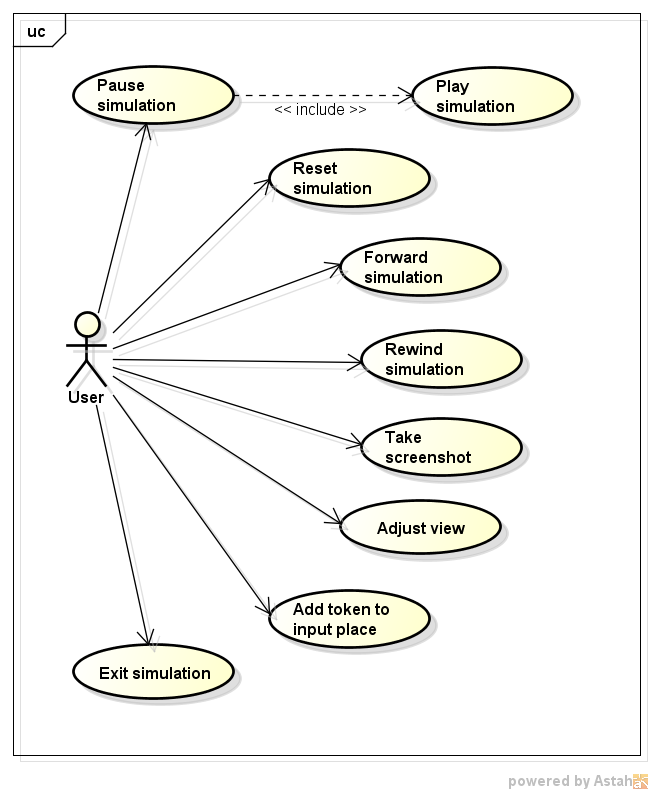 uc
Pause
simulation
<< include >>
Play
simulation
Reset
simulation
Forward
simulation
Rewind
simulation
Take
screenshot
Adjust view
Add token to
input place
Exit simulation
User
powered by Astah